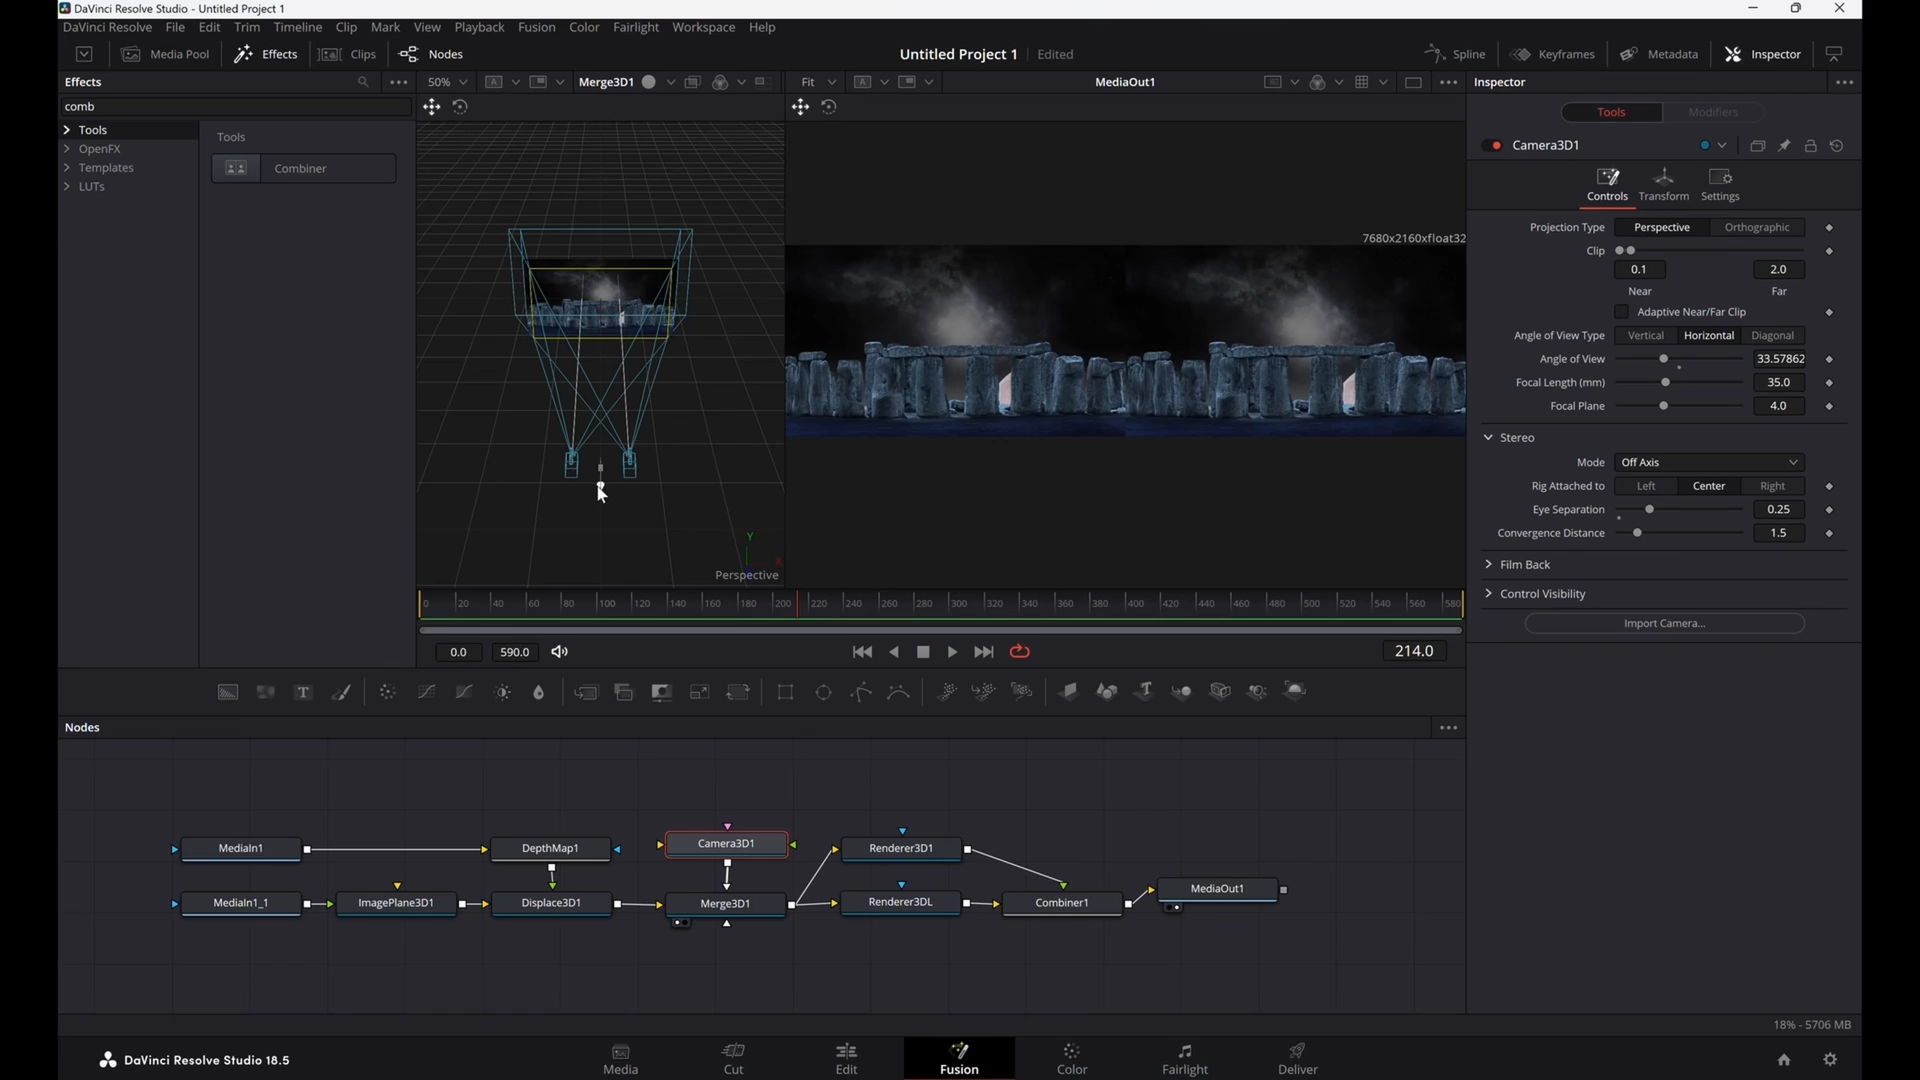 DaVinci Resolve Studio - Untitled Project 1
DaVinci Resolve File Edit Trim Timeline Clip Mark View Playback Fusion Color Fairlight Workspace Help
Media Pool Effects Clips Nodes Untitled Project 1 Edited Spline Keyframes Metadata Inspector
Effects 50% Merge3D1 Fit MediaOut1 Inspector
comb
Tools
OpenFX
Templates
LUTs
Tools
Combiner
Perspective
7680x2160xfloat32
Y
X
Tools Modifiers
Camera3D1
Controls Transform Settings
Projection Type Perspective Orthographic
Clip
0.1 2.0
Near Far
Adaptive Near/Far Clip
Angle of View Type Vertical Horizontal Diagonal
Angle of View 33.57862
Focal Length (mm) 35.0
Focal Plane 4.0
Stereo
Mode Off Axis
Rig Attached to Left Center Right
Eye Separation 0.25
Convergence Distance 1.5
Film Back
Control Visibility
Import Camera...
0 20 40 60 80 100 120 140 160 180 200 220 240 260 280 300 320 340 360 380 400 420 440 460 480 500 520 540 560 580
0.0 590.0 214.0
Nodes
MediaIn1 DepthMap1 Camera3D1 Renderer3D1
MediaIn1_1 ImagePlane3D1 Displace3D1 Merge3D1 Renderer3DL Combiner1 MediaOut1
18% - 5706 MB
DaVinci Resolve Studio 18.5
Media Cut Edit Fusion Color Fairlight Deliver